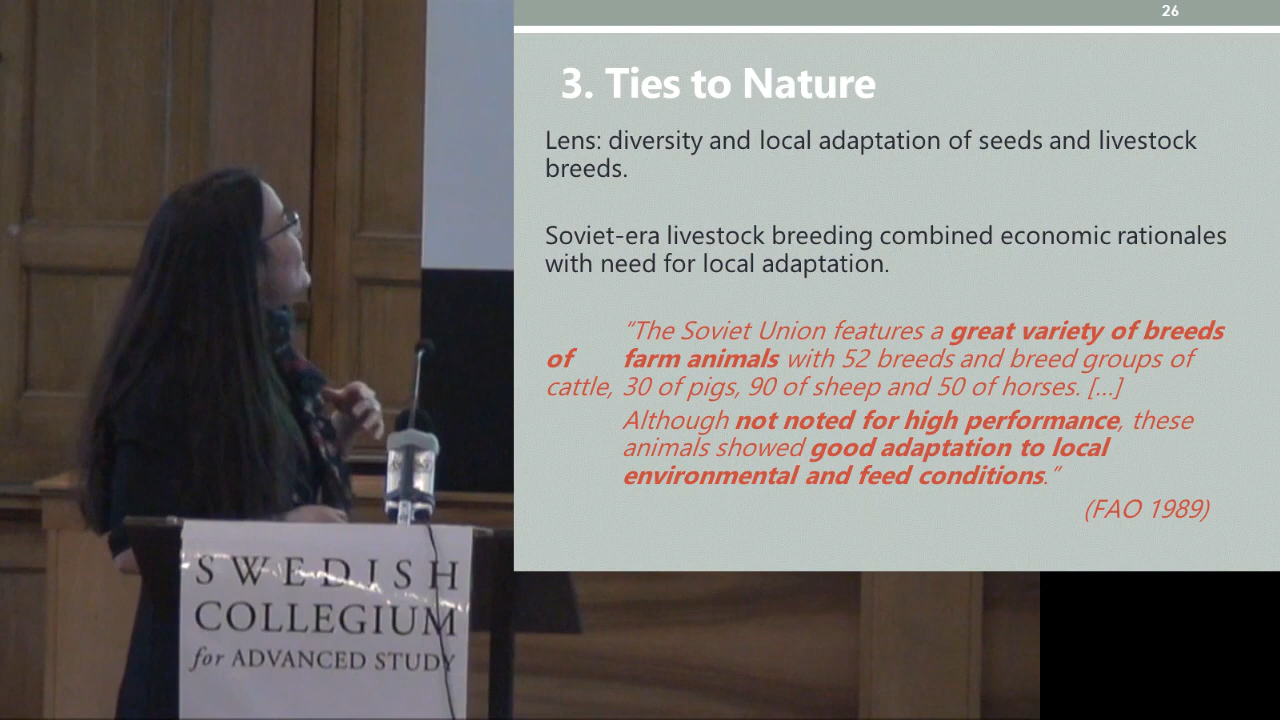 26
3. Ties to Nature
Lens: diversity and local adaptation of seeds and livestock
breeds.
Soviet-era livestock breeding combined economic rationales
with need for local adaptation.
“The Soviet Union features a great variety of breeds
of farm animals with 52 breeds and breed groups of
cattle, 30 of pigs, 90 of sheep and 50 of horses. [...]
Although not noted for high performance, these
animals showed good adaptation to local
environmental and feed conditions.”
(FAO 1989)
SWEDISH
COLLEGIUM
for ADVANCED STUDY